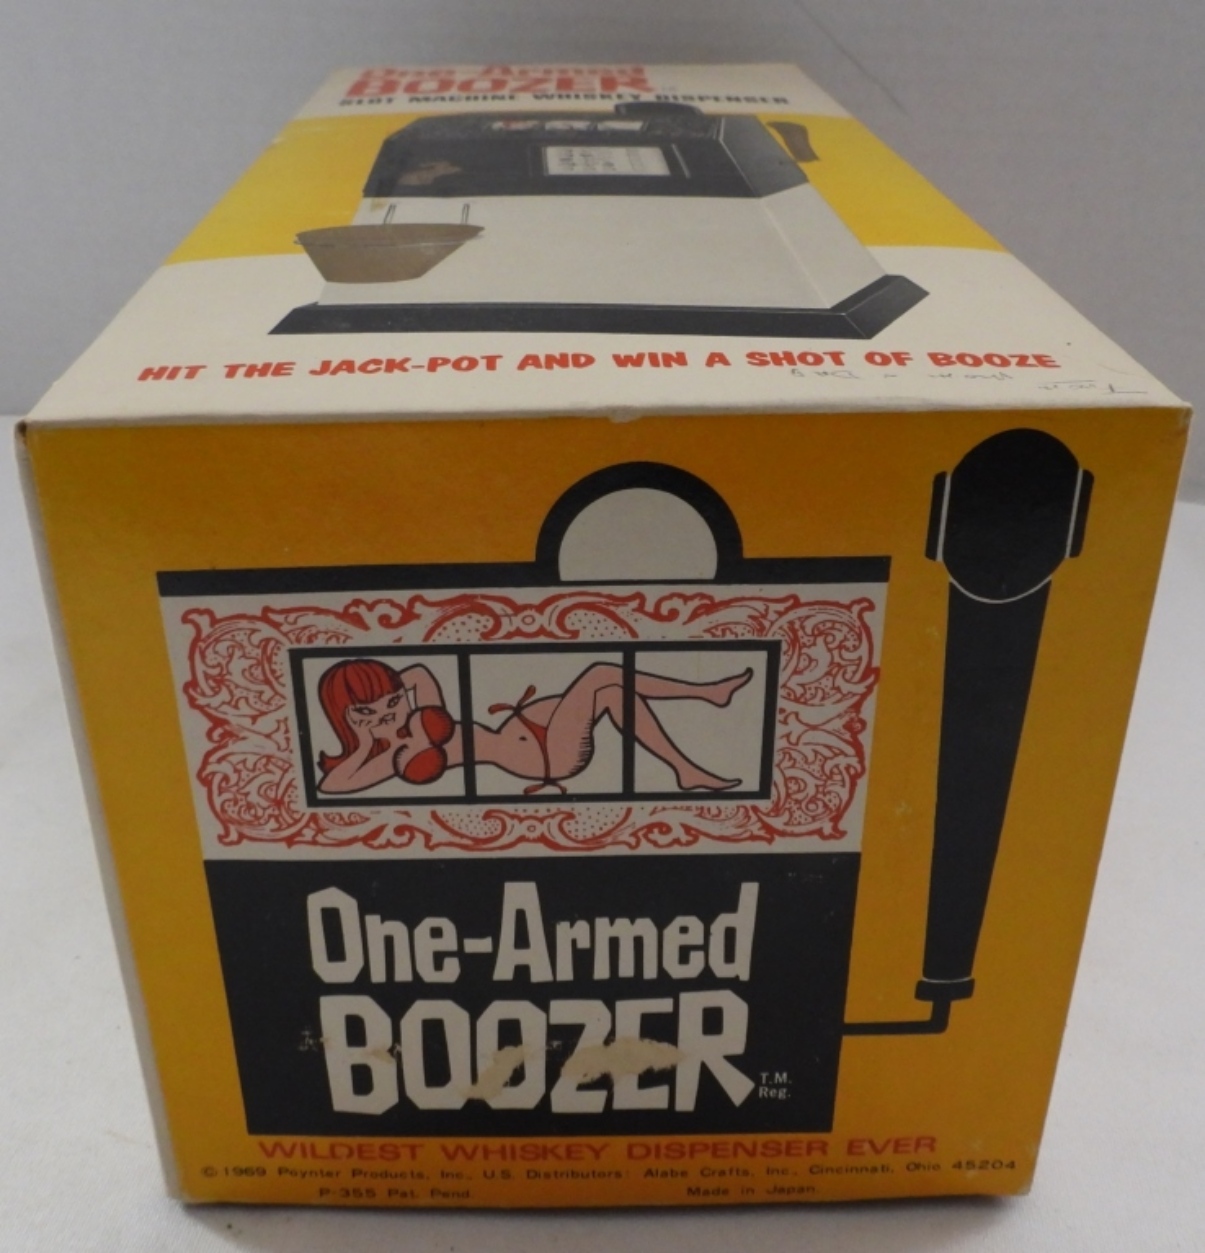 One-Armed
BOOZER
SLOT MACHINE WHISKEY DISPENSER
HIT THE JACK-POT AND WIN A SHOT OF BOOZE
One-Armed
BOOZER T.M.
Reg.
WILDEST WHISKEY DISPENSER EVER
© 1969 Poynter Products, Inc., U.S. Distributors: Alabe Crafts, Inc., Cincinnati, Ohio 45204
P-355 Pat. Pend. Made in Japan.